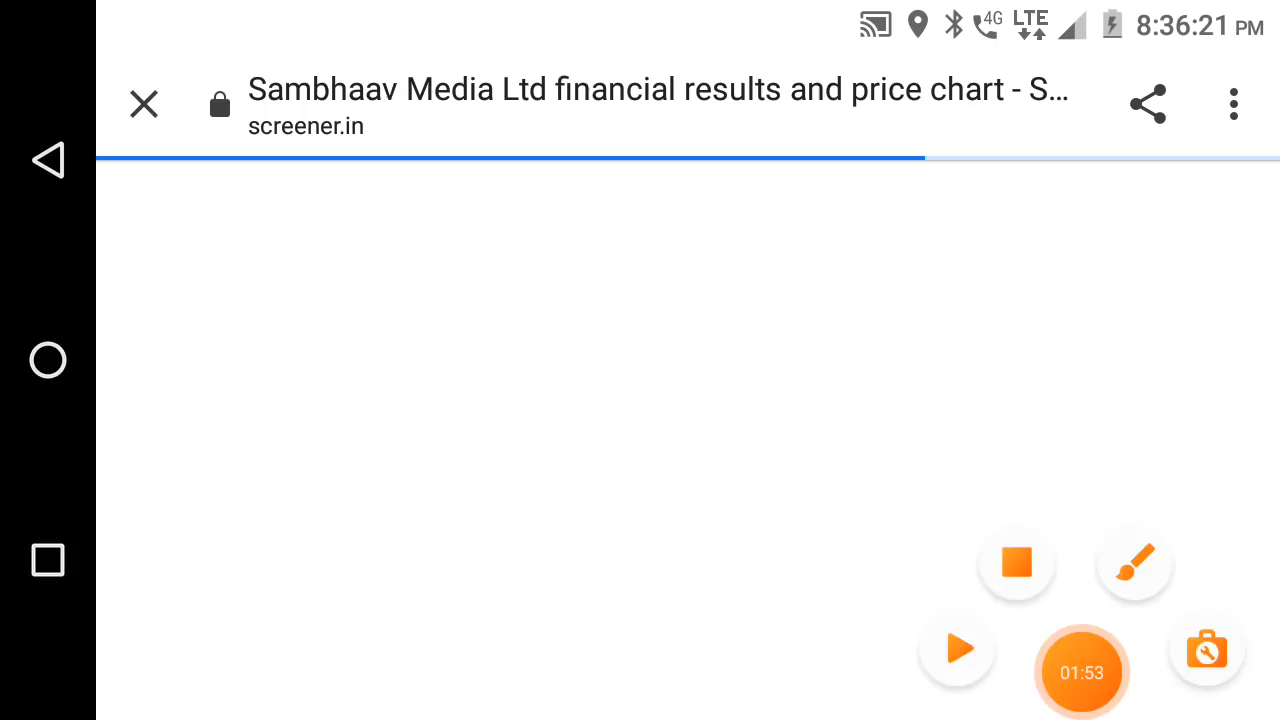 4G LTE 8:36:21 PM
Sambhaav Media Ltd financial results and price chart - S...
screener.in
01:53